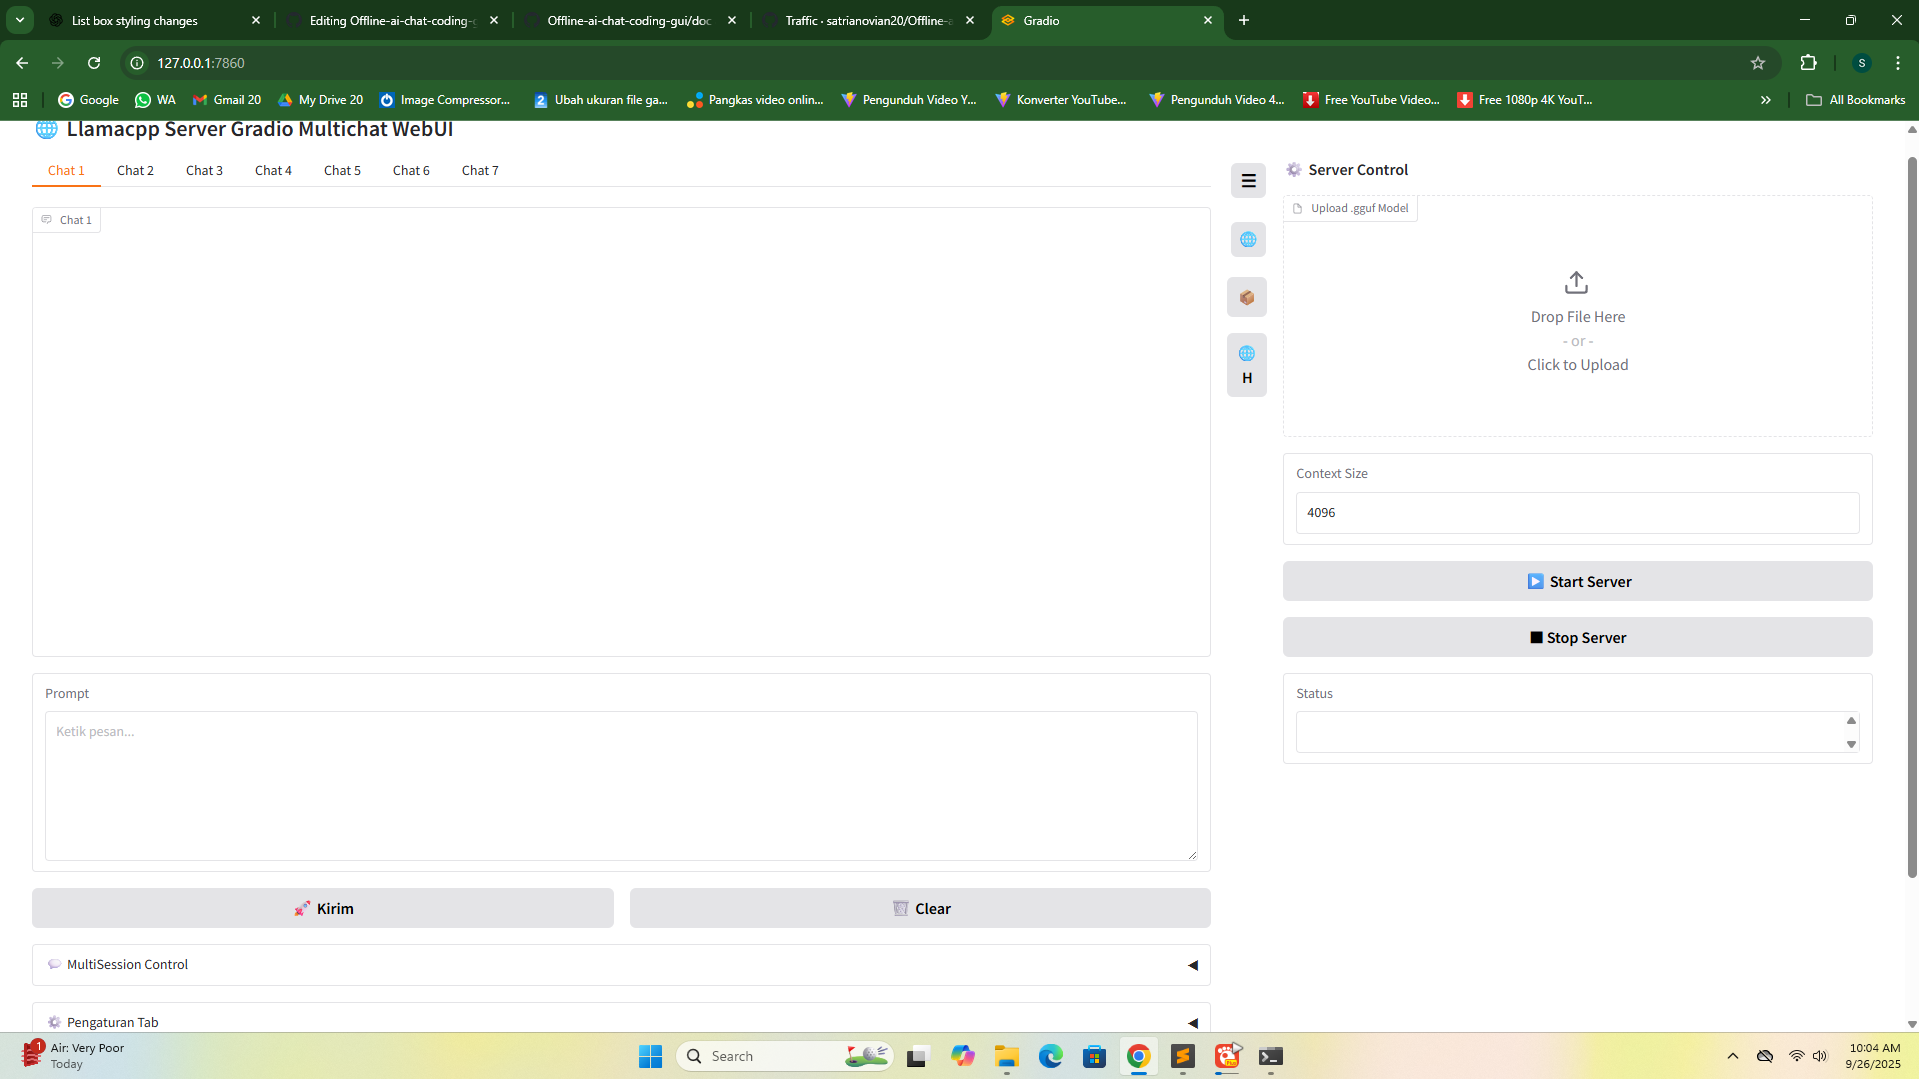 List box styling changes
Editing Offline-ai-chat-coding-g
Offline-ai-chat-coding-gui/doc
Traffic · satrianovian20/Offline-a
Gradio
127.0.0.1:7860
S
Google
WA
Gmail 20
My Drive 20
Image Compressor...
Ubah ukuran file ga...
Pangkas video onlin...
Pengunduh Video Y...
Konverter YouTube...
Pengunduh Video 4...
Free YouTube Video...
Free 1080p 4K YouT...
All Bookmarks
Llamacpp Server Gradio Multichat WebUI
Chat 1
Chat 2
Chat 3
Chat 4
Chat 5
Chat 6
Chat 7
Chat 1
Prompt
Ketik pesan...
Kirim
Clear
MultiSession Control
Pengaturan Tab
H
Server Control
Upload .gguf Model
Drop File Here
- or -
Click to Upload
Context Size
4096
Start Server
Stop Server
Status
1
Air: Very Poor
Today
Search
10:04 AM
9/26/2025